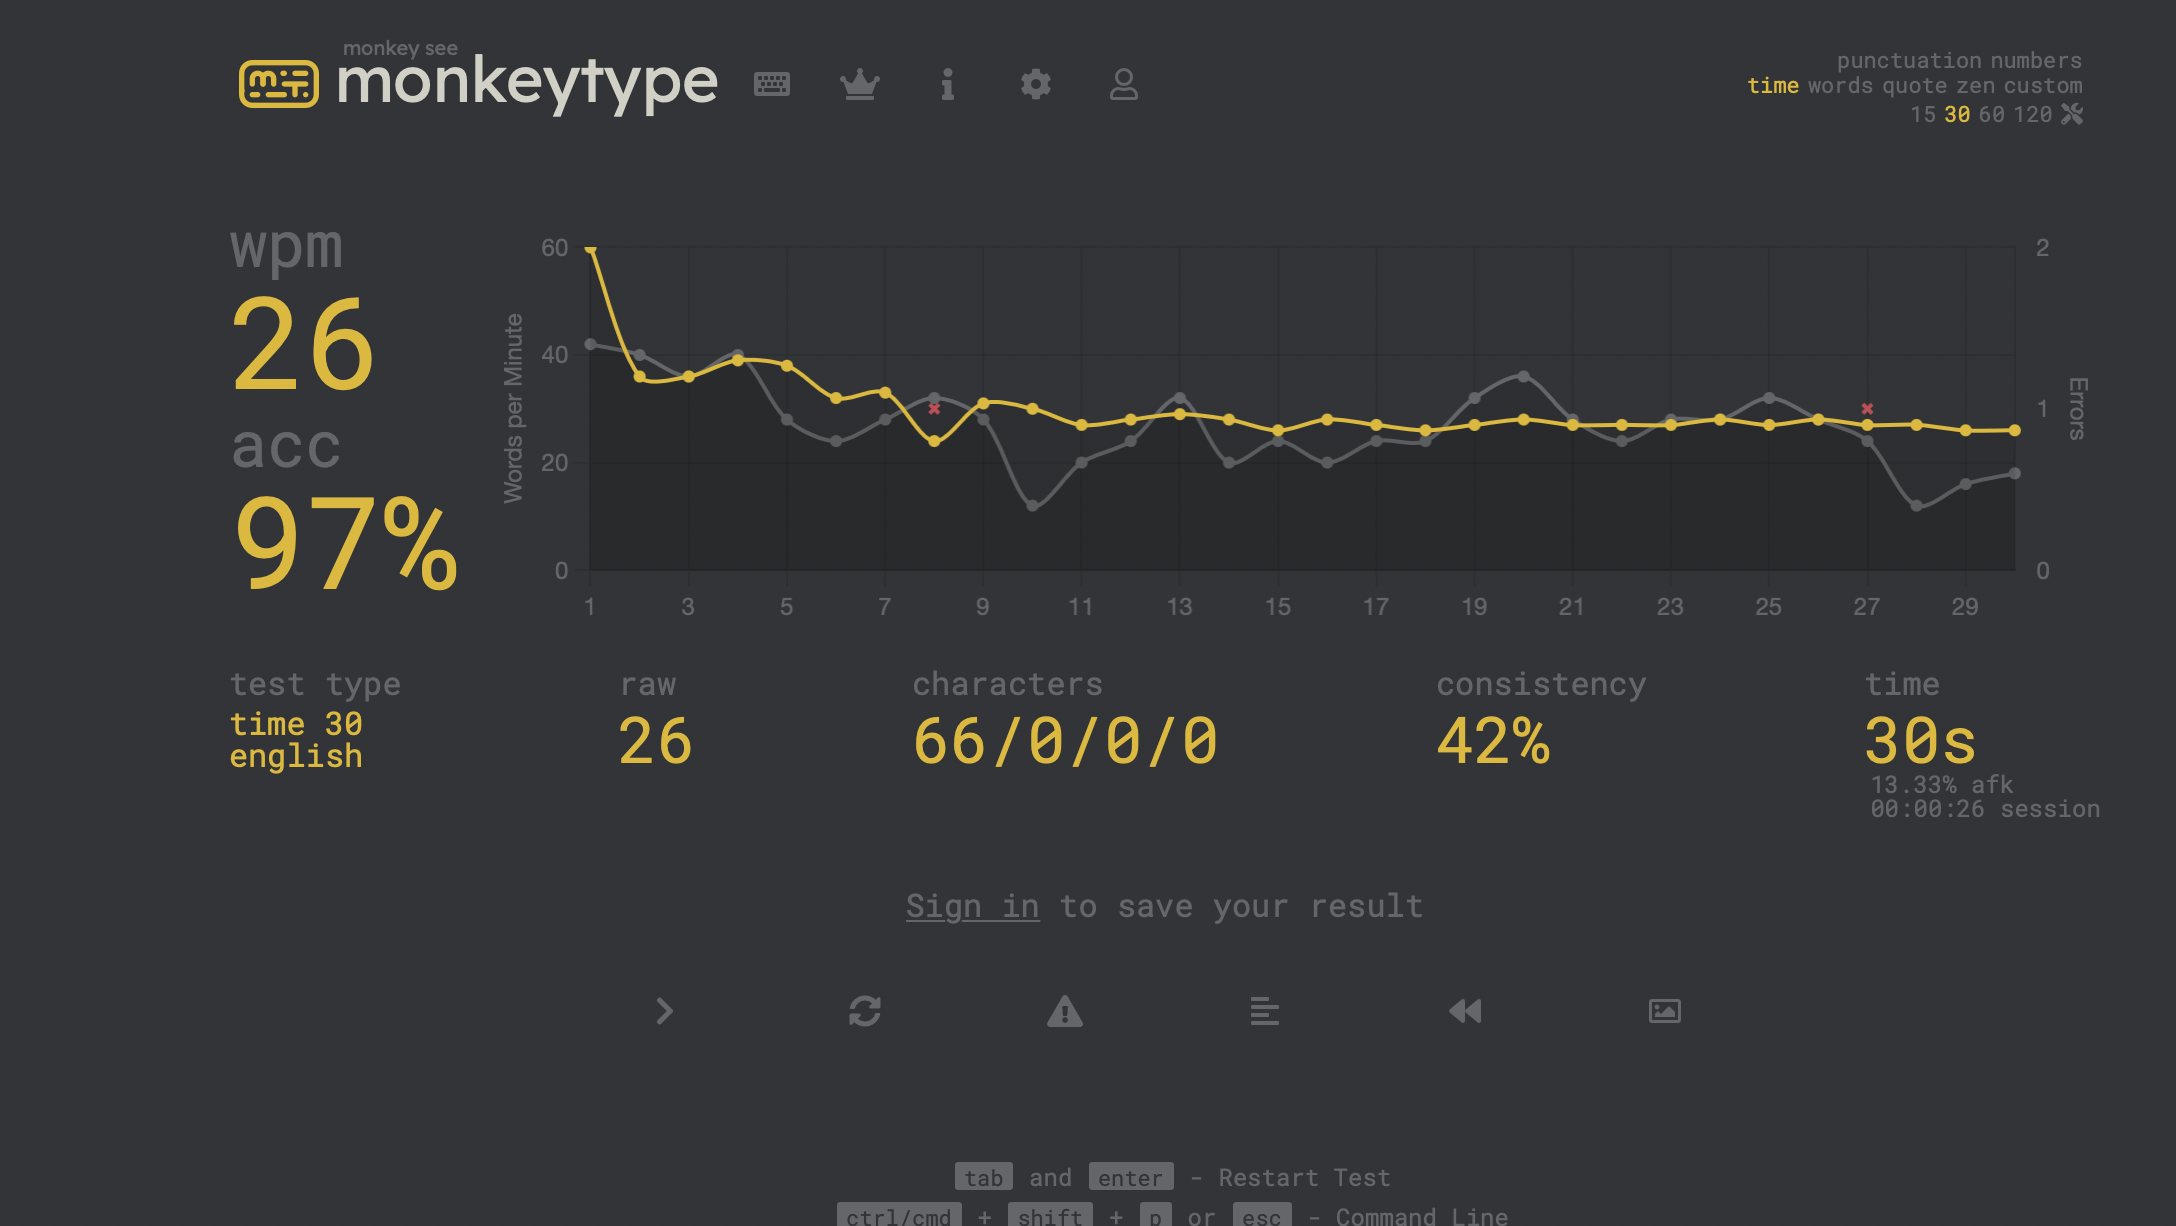 monkey see
monkeytype
punctuation numbers
time words quote zen custom
15 30 60 120
wpm
26
acc
97%
60
40
20
0
Words per Minute
2
1
0
Errors
1 3 5 7 9 11 13 15 17 19 21 23 25 27 29
test type
time 30
english
raw
26
characters
66/0/0/0
consistency
42%
time
30s
13.33% afk
00:00:26 session
Sign in to save your result
tab and enter - Restart Test
ctrl/cmd + shift + p or esc - Command Line